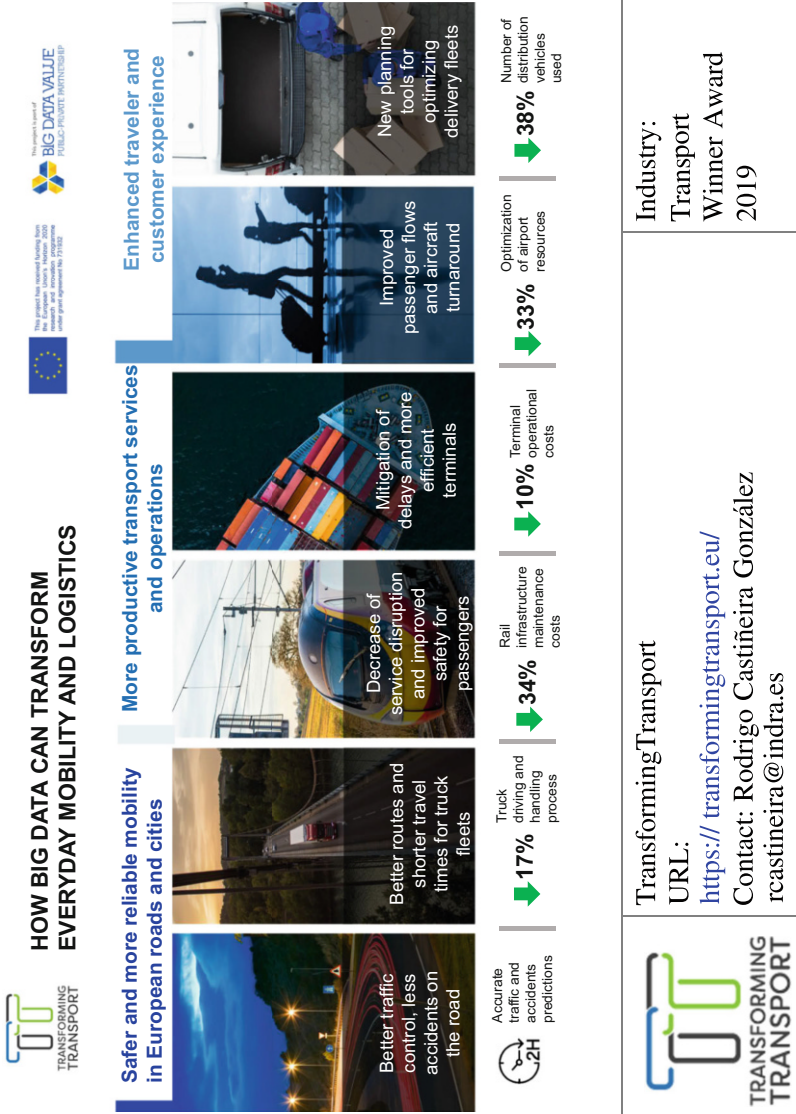 TRANSFORMING
TRANSPORT
HOW BIG DATA CAN TRANSFORM
EVERYDAY MOBILITY AND LOGISTICS
This project has received funding from
the European Union's Horizon 2020
research and innovation programme
under grant agreement No 731932
This project is part of
BIG DATA VALUE
PUBLIC-PRIVATE PARTNERSHIP
Safer and more reliable mobility
in European roads and cities
More productive transport services
and operations
Enhanced traveler and
customer experience
Better traffic
control, less
accidents on
the road
Better routes and
shorter travel
times for truck
fleets
Decrease of
service disruption
and improved
safety for
passengers
Mitigation of
delays and more
efficient
terminals
Improved
passenger flows
and aircraft
turnaround
New planning
tools for
optimizing
delivery fleets
2H
Accurate
traffic and
accidents
predictions
17%
Truck
driving and
handling
process
34%
Rail
infrastructure
maintenance
costs
10%
Terminal
operational
costs
33%
Optimization
of airport
resources
38%
Number of
distribution
vehicles
used
TRANSFORMING
TRANSPORT
TransformingTransport
URL:
https:// transformingtransport.eu/
Contact: Rodrigo Castiñeira González
rcastineira@indra.es
Industry:
Transport
Winner Award
2019